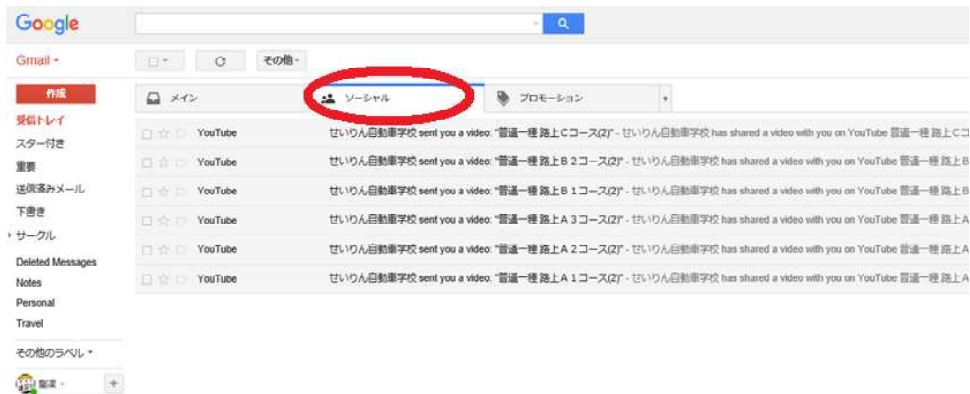 Google
Gmail
その他
作成
メイン
ソーシャル
プロモーション
+
受信トレイ
スター付き
重要
送信済みメール
下書き
サークル
Deleted Messages
Notes
Personal
Travel
その他のラベル
+
YouTube せいりん自動車学校 sent you a video: "普通一種 路上Cコース(2)" - せいりん自動車学校 has shared a video with you on YouTube 普通一種 路上Cコ
YouTube せいりん自動車学校 sent you a video: "普通一種 路上B2コース(2)" - せいりん自動車学校 has shared a video with you on YouTube 普通一種 路上B
YouTube せいりん自動車学校 sent you a video: "普通一種 路上B1コース(2)" - せいりん自動車学校 has shared a video with you on YouTube 普通一種 路上B
YouTube せいりん自動車学校 sent you a video: "普通一種 路上A3コース(2)" - せいりん自動車学校 has shared a video with you on YouTube 普通一種 路上A
YouTube せいりん自動車学校 sent you a video: "普通一種 路上A2コース(2)" - せいりん自動車学校 has shared a video with you on YouTube 普通一種 路上A
YouTube せいりん自動車学校 sent you a video: "普通一種 路上A1コース(2)" - せいりん自動車学校 has shared a video with you on YouTube 普通一種 路上A